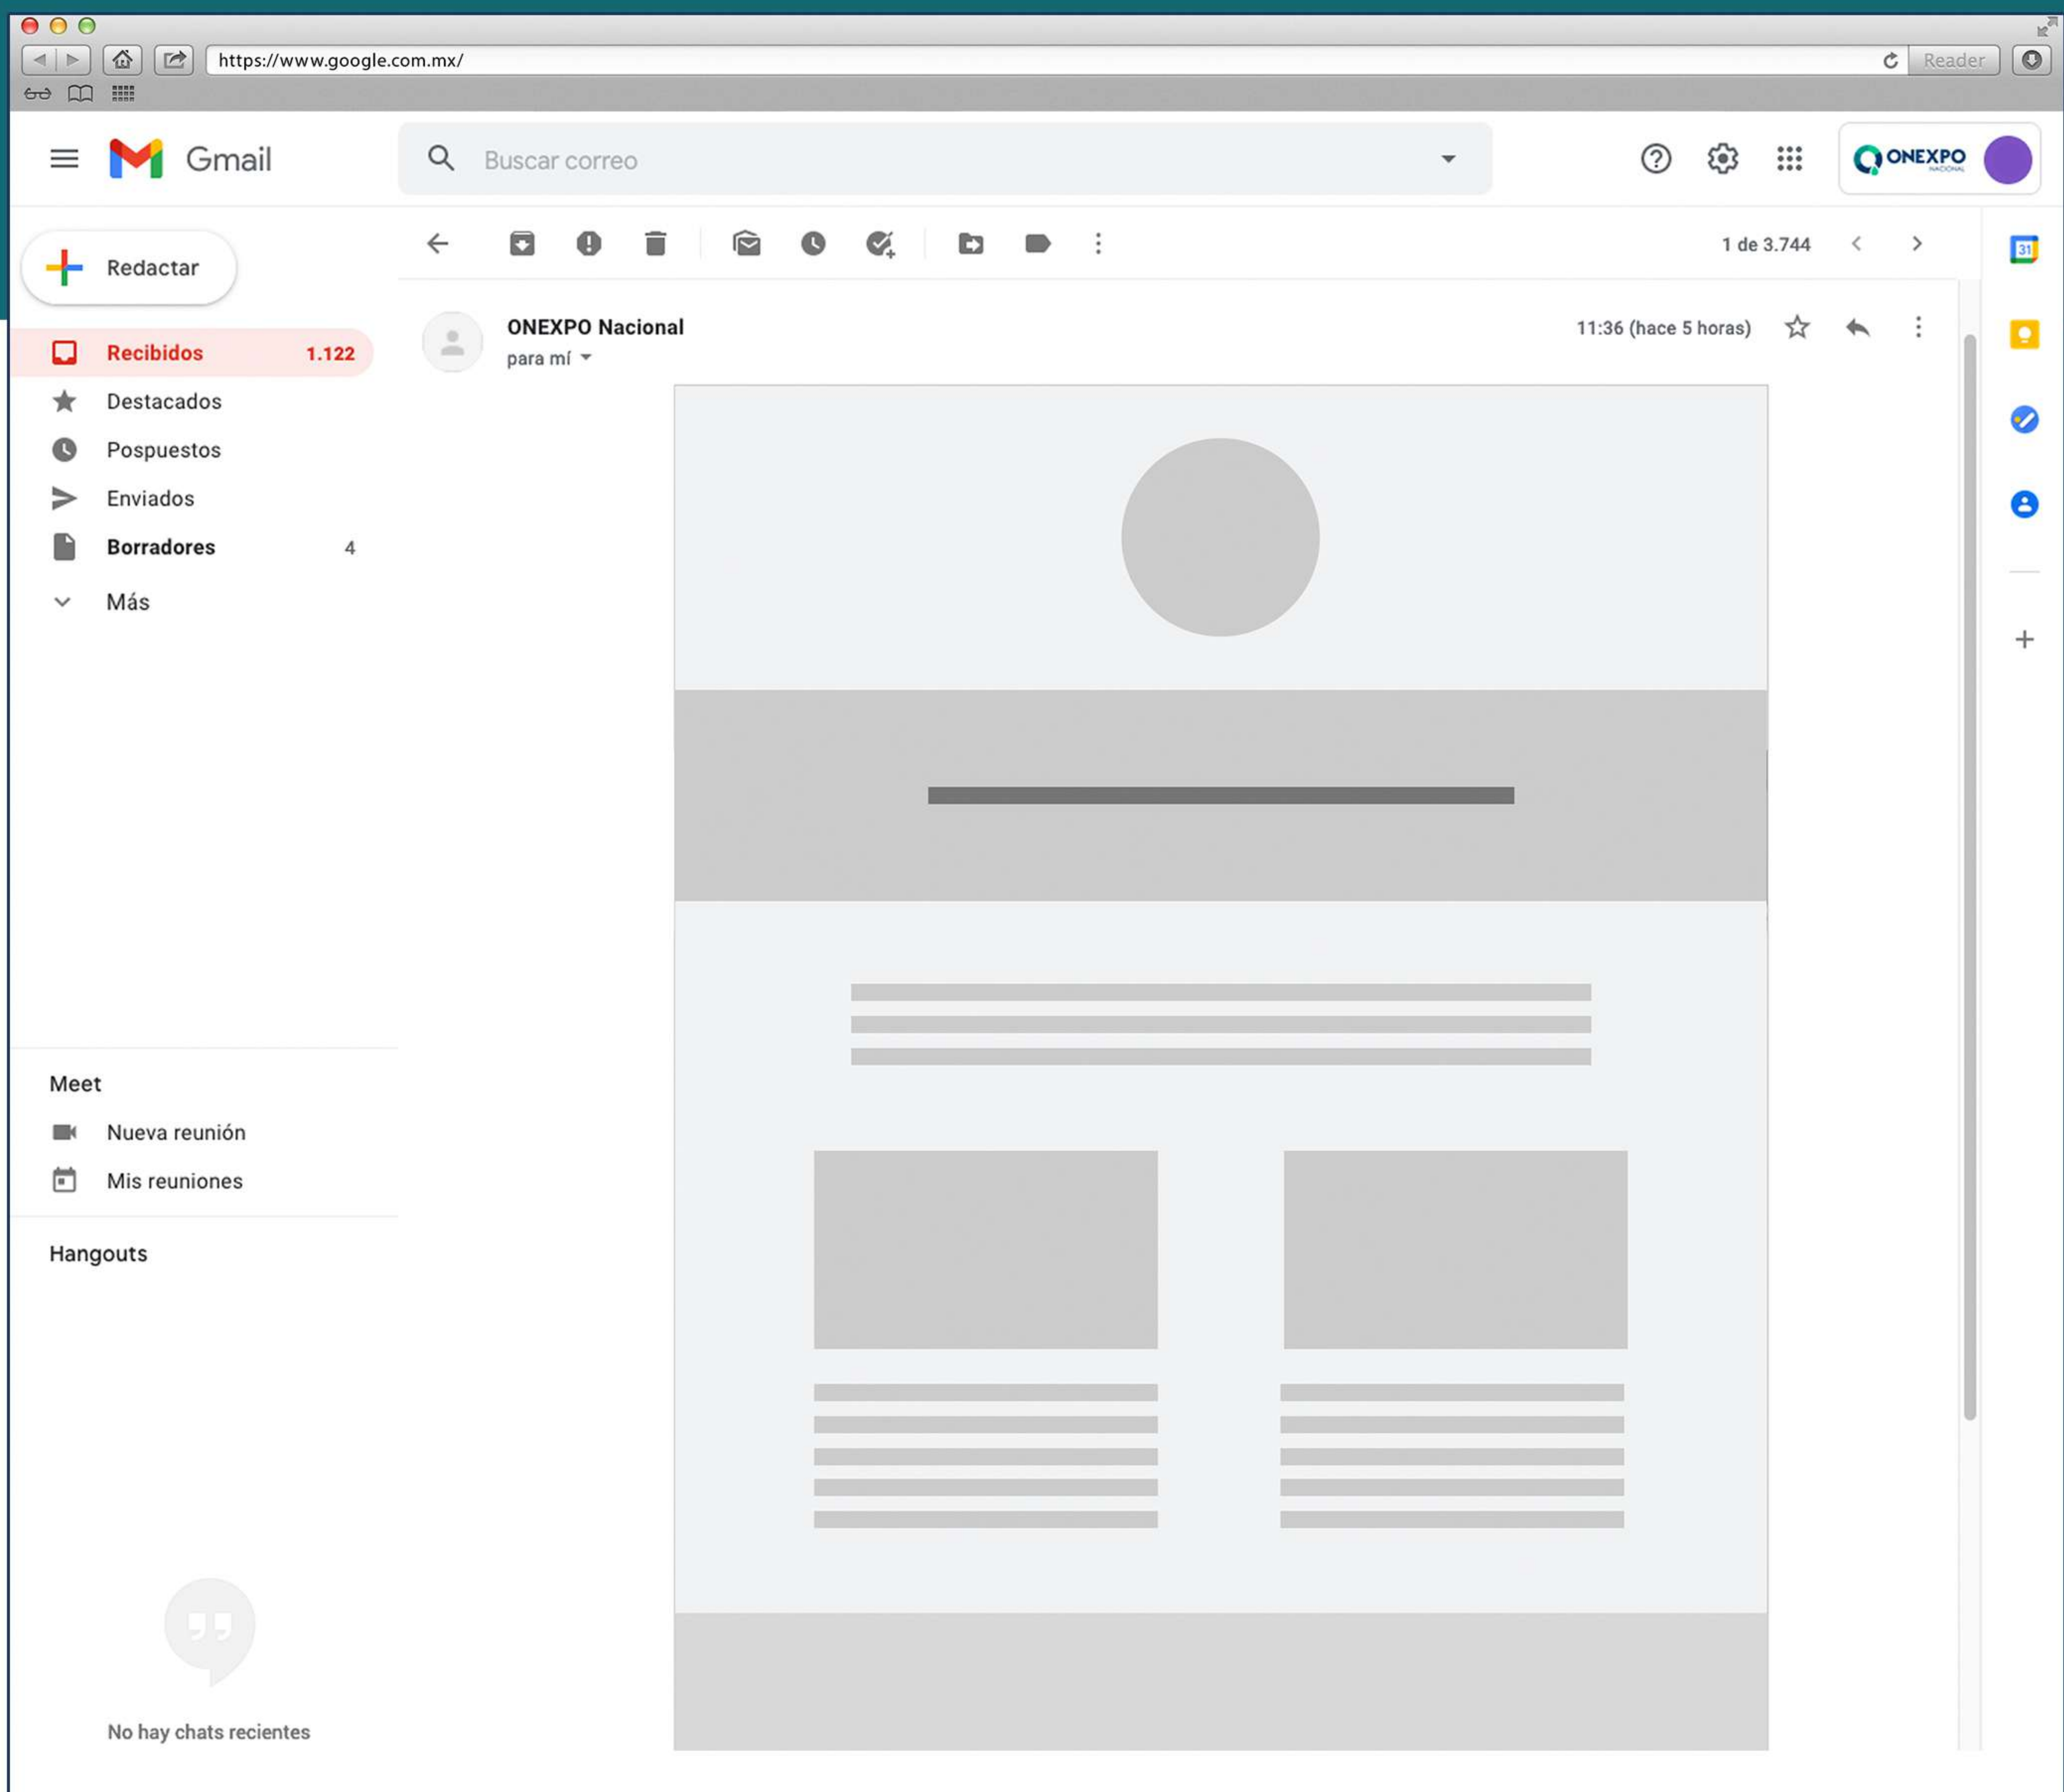 https://www.google.com.mx/
Reader
Gmail
Buscar correo
ONEXPO
NACIONAL
Redactar
1 de 3.744
31
Recibidos 1.122
Destacados
Pospuestos
Enviados
Borradores 4
Más
ONEXPO Nacional
11:36 (hace 5 horas)
para mí
Meet
Nueva reunión
Mis reuniones
Hangouts
No hay chats recientes